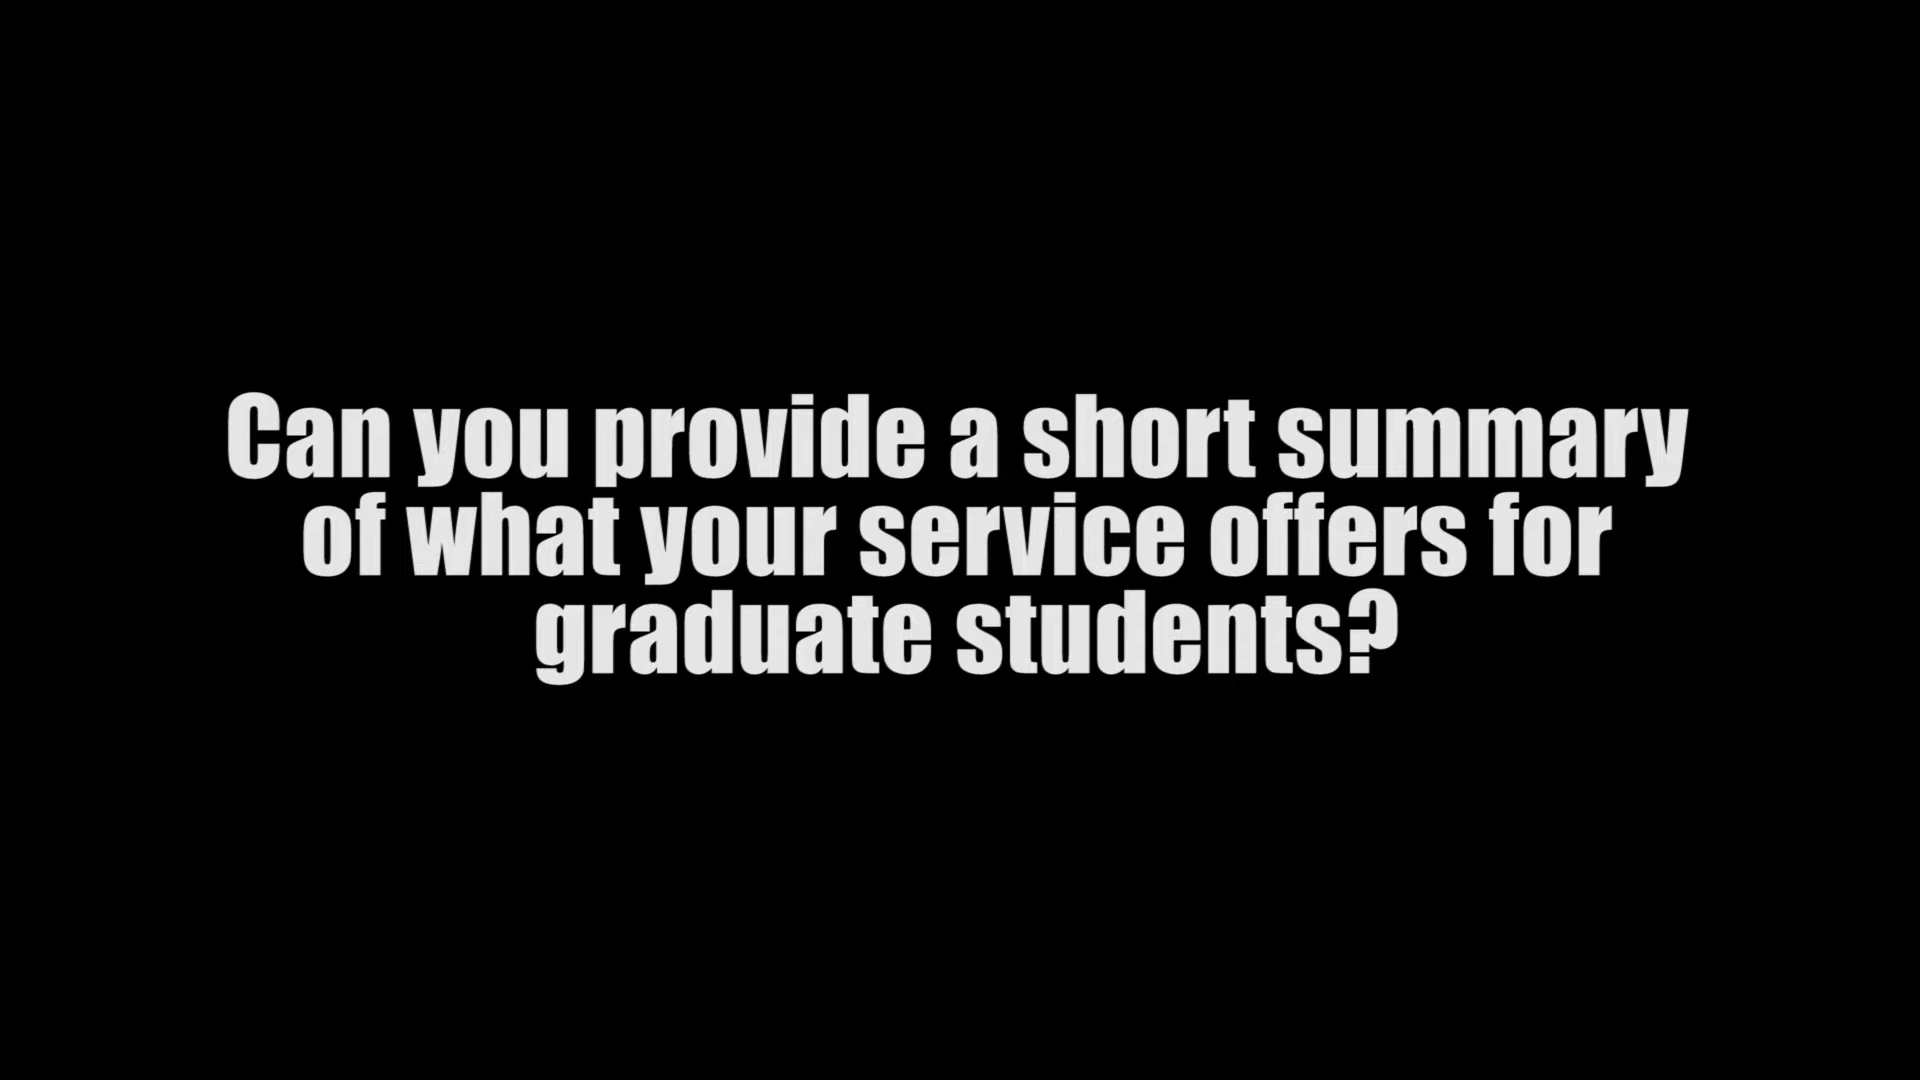 Can you provide a short summary
of what your service offers for
graduate students?